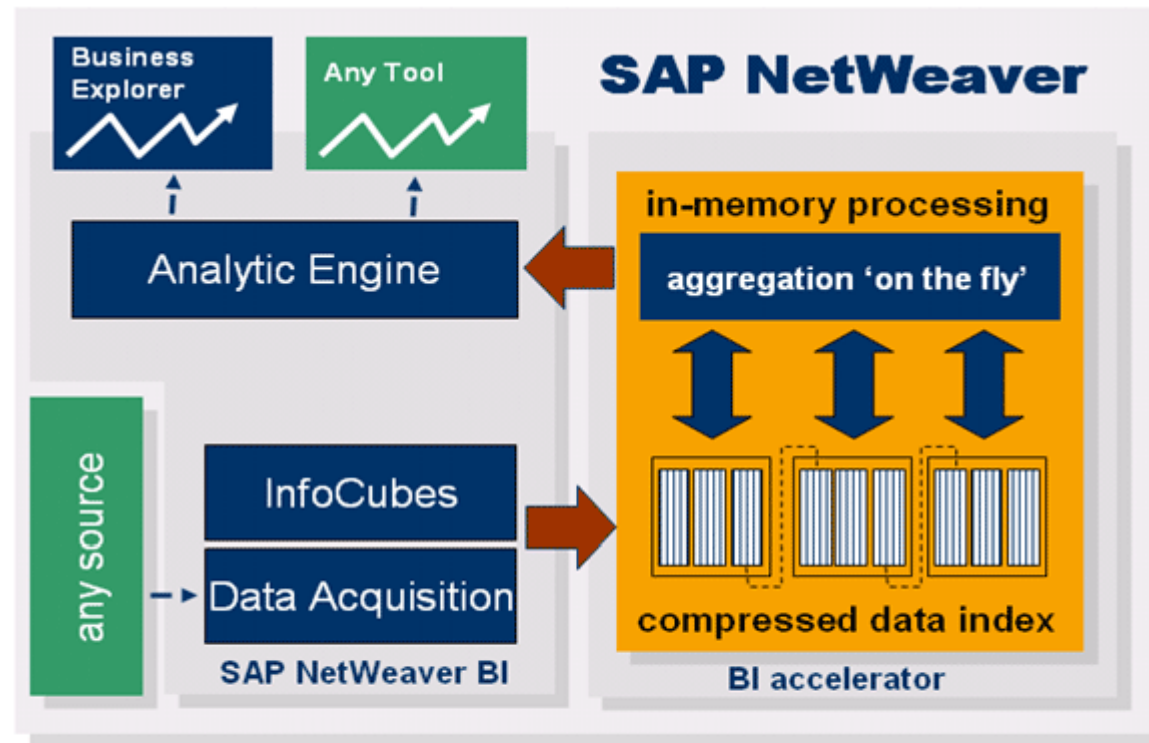 Business
Explorer
Any Tool
SAP NetWeaver
in-memory processing
Analytic Engine
aggregation ‘on the fly’
any source
InfoCubes
Data Acquisition
compressed data index
SAP NetWeaver BI
BI accelerator